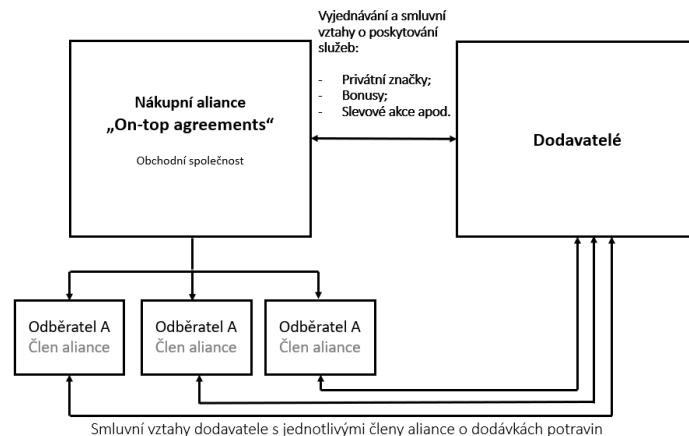 Vyjednávání a smluvní
vztahy o poskytování
služeb:
- Privátní značky;
- Bonusy;
- Slevové akce apod.
Nákupní aliance
„On-top agreements“
Obchodní společnost
Dodavatelé
Odběratel A
Člen aliance
Odběratel A
Člen aliance
Odběratel A
Člen aliance
Smluvní vztahy dodavatele s jednotlivými členy aliance o dodávkách potravin